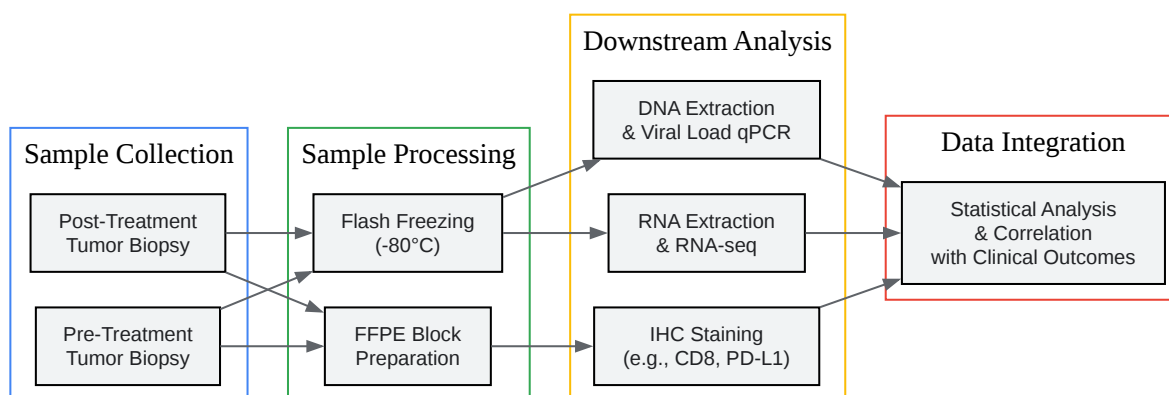 Sample Collection
Post-Treatment
Tumor Biopsy
Pre-Treatment
Tumor Biopsy
Sample Processing
Flash Freezing
(-80°C)
FFPE Block
Preparation
Downstream Analysis
DNA Extraction
& Viral Load qPCR
RNA Extraction
& RNA-seq
IHC Staining
(e.g., CD8, PD-L1)
Data Integration
Statistical Analysis
& Correlation
with Clinical Outcomes